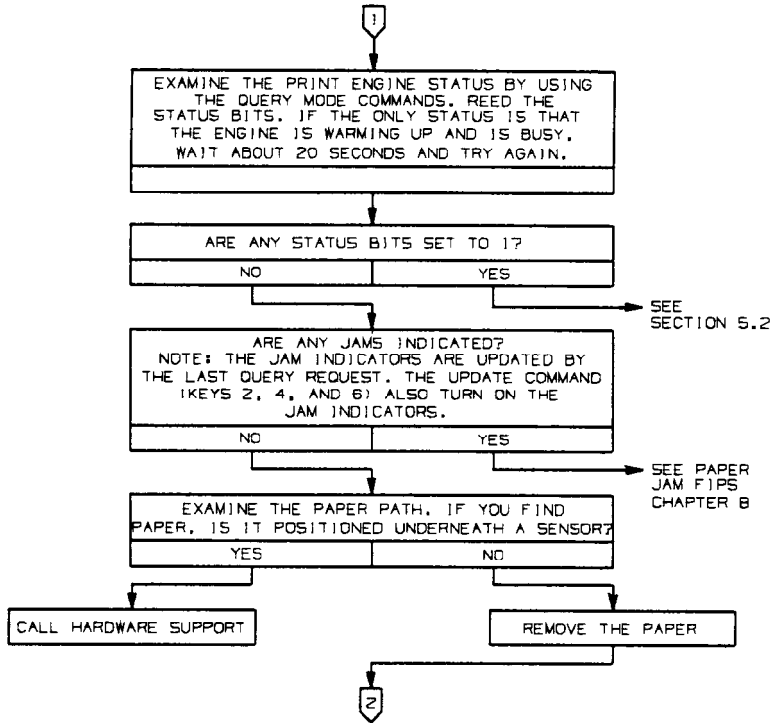 1
EXAMINE THE PRINT ENGINE STATUS BY USING
THE QUERY MODE COMMANDS. REED THE
STATUS BITS. IF THE ONLY STATUS IS THAT
THE ENGINE IS WARMING UP AND IS BUSY,
WAIT ABOUT 20 SECONDS AND TRY AGAIN.
ARE ANY STATUS BITS SET TO 1?
NO YES
SEE
SECTION 5.2
ARE ANY JAMS INDICATED?
NOTE: THE JAM INDICATORS ARE UPDATED BY
THE LAST QUERY REQUEST. THE UPDATE COMMAND
(KEYS 2, 4, AND 6) ALSO TURN ON THE
JAM INDICATORS.
NO YES
SEE PAPER
JAM FIPS
CHAPTER 8
EXAMINE THE PAPER PATH. IF YOU FIND
PAPER, IS IT POSITIONED UNDERNEATH A SENSOR?
YES NO
CALL HARDWARE SUPPORT
REMOVE THE PAPER
2